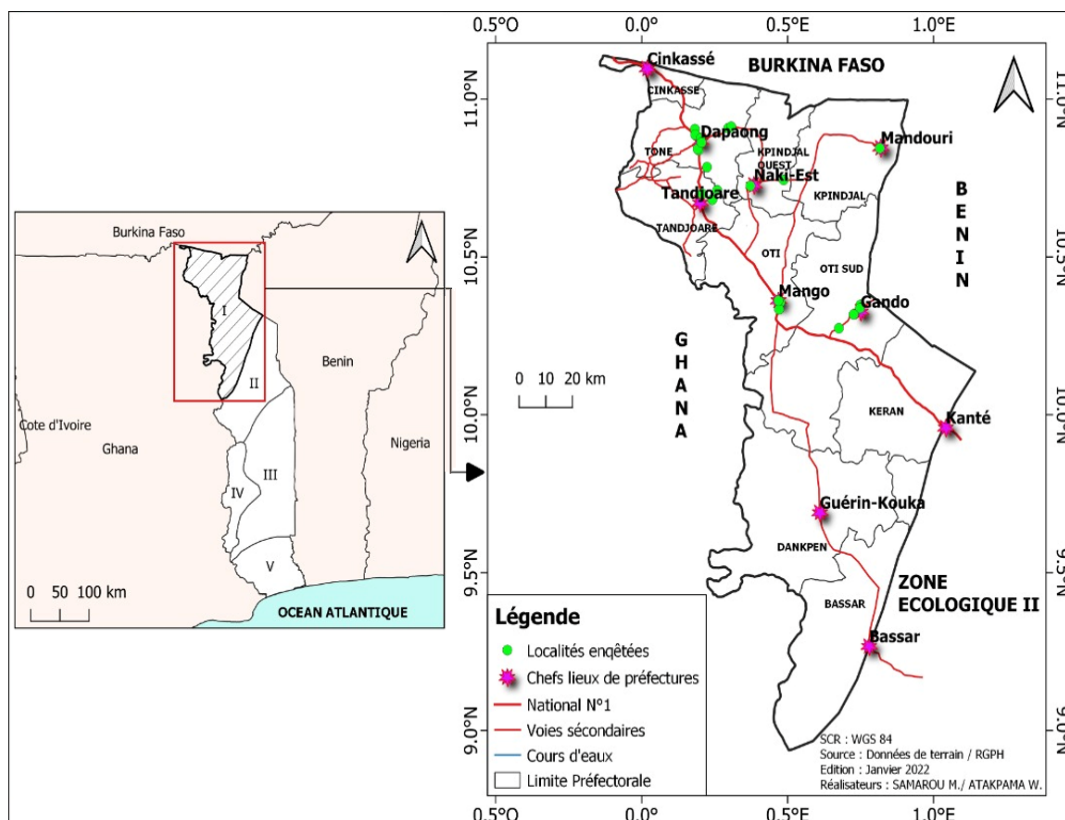 Burkina Faso
I
II
Benin
Cote d'Ivoire
Ghana
Nigeria
III
IV
V
0 50 100 km
OCEAN ATLANTIQUE
0.5°O 0.0° 0.5°E 1.0°E
11.0°N
10.5°N
10.0°N
9.5°N
9.0°N
Cinkassé
BURKINA FASO
CINKASSE
Dapaong
Mandouri
TONE
KPINDJAL
OUEST
Naki-Est
Tandjoare
KPINDJAL
BENIN
TANDJOARE
OTI
OTI SUD
Mango
Gando
GHANA
0 10 20 km
KERAN
Kanté
Guérin-Kouka
DANKPEN
ZONE
ECOLOGIQUE II
BASSAR
Bassar
Légende
Localités enqêtées
Chefs lieux de préfectures
National N°1
Voies sécondaires
Cours d'eaux
Limite Préfectorale
SCR : WGS 84
Source : Données de terrain / RGPH
Edition : Janvier 2022
Réalisateurs : SAMAROU M./ ATAKPAMA W.
11.0°N
10.5°N
10.0°N
9.5°N
9.0°N
0.5°O 0.0° 0.5°E 1.0°E